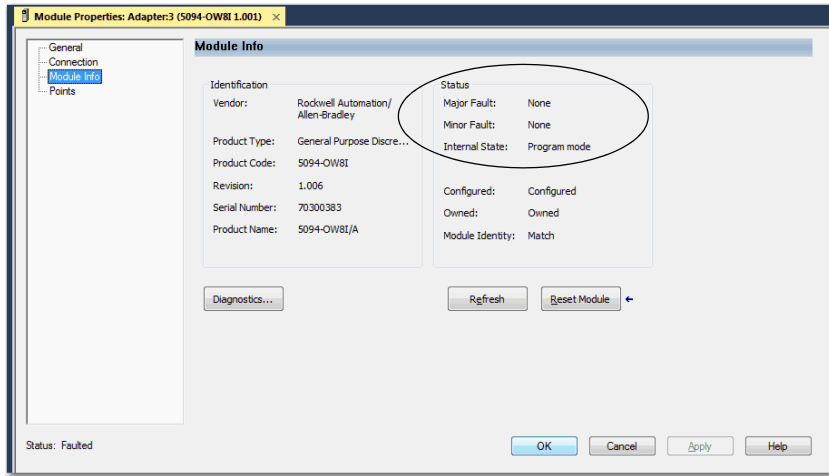 Module Properties: Adapter:3 (5094-OW8I 1.001) ×
General
Connection
Module Info
Points
Module Info
Identification
Vendor: Rockwell Automation/
Allen-Bradley
Product Type: General Purpose Discre...
Product Code: 5094-OW8I
Revision: 1.006
Serial Number: 70300383
Product Name: 5094-OW8I/A
Status
Major Fault: None
Minor Fault: None
Internal State: Program mode
Configured: Configured
Owned: Owned
Module Identity: Match
Diagnostics...
Refresh
Reset Module
Status: Faulted
OK
Cancel
Apply
Help